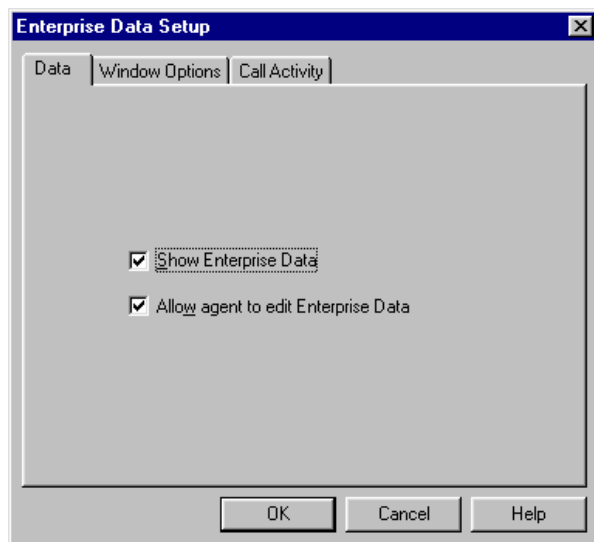 Enterprise Data Setup
Data Window Options Call Activity
Show Enterprise Data
Allow agent to edit Enterprise Data
OK Cancel Help